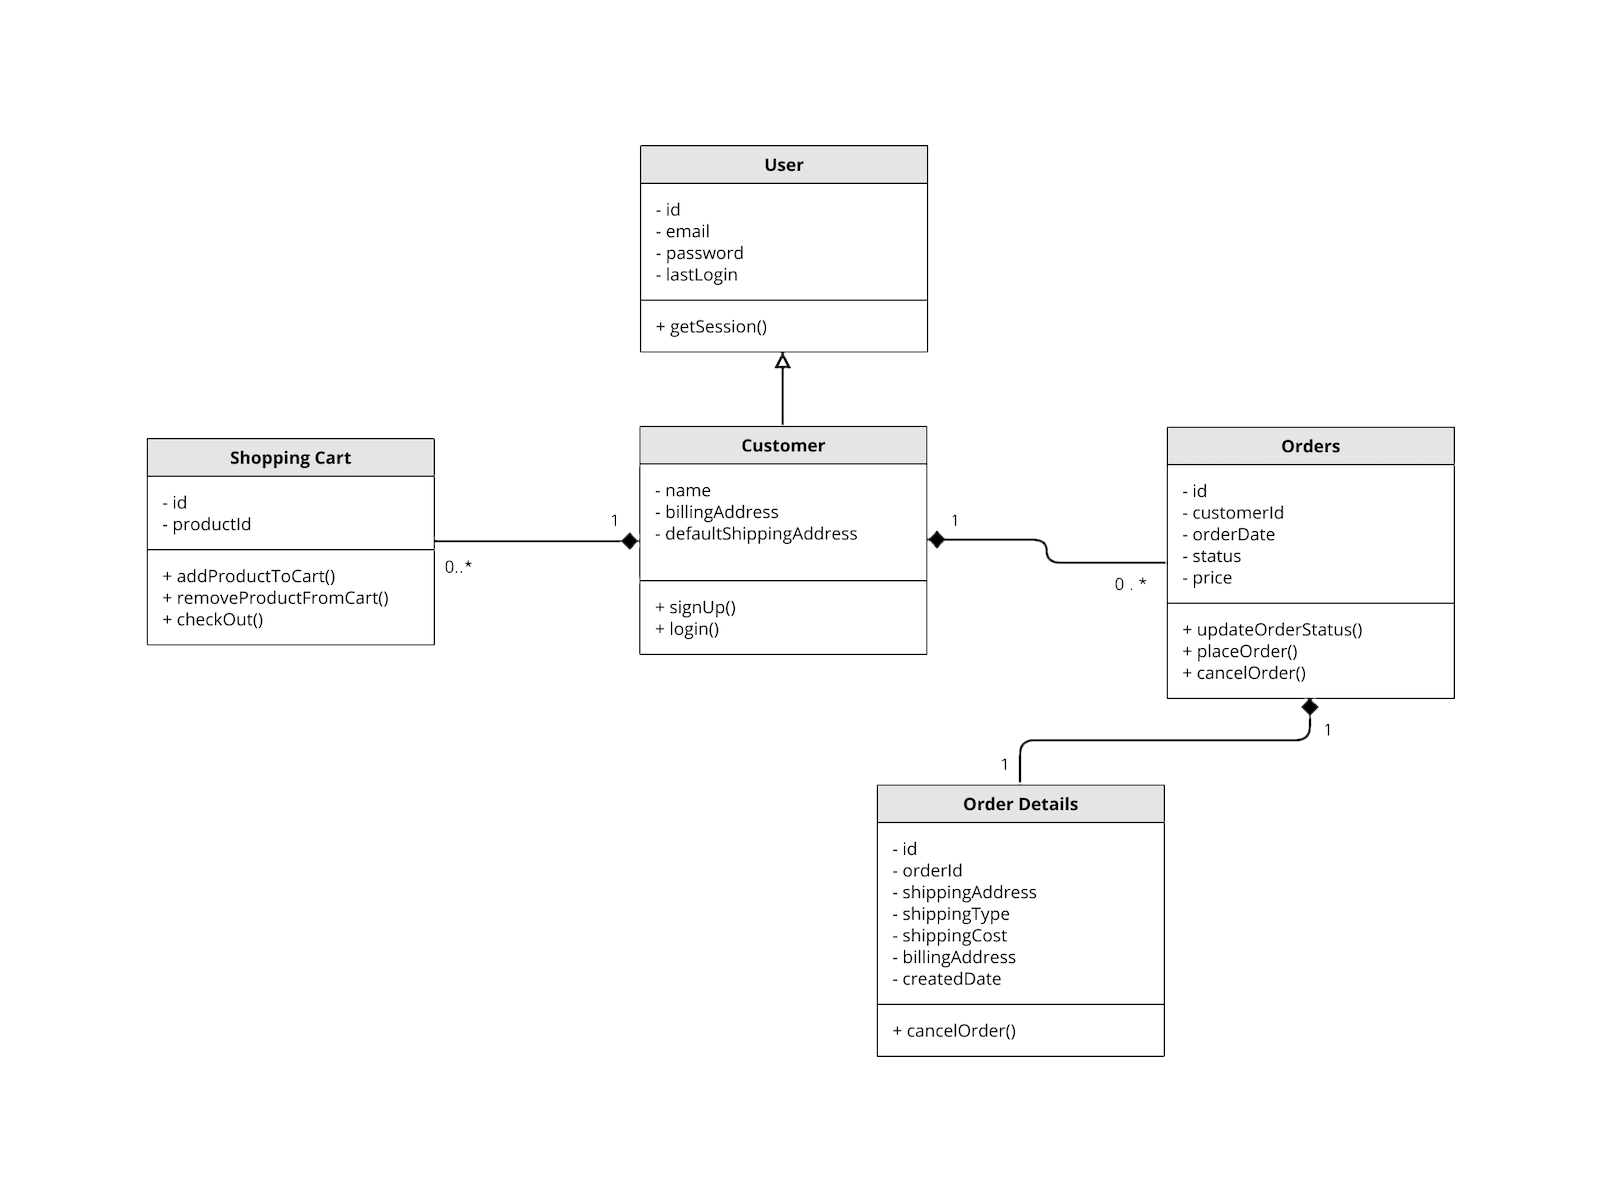 User
- id
- email
- password
- lastLogin
+ getSession()
Shopping Cart
- id
- productId
+ addProductToCart()
+ removeProductFromCart()
+ checkOut()
0..*
1
Customer
- name
- billingAddress
- defaultShippingAddress
+ signUp()
+ login()
1
0 . *
Orders
- id
- customerId
- orderDate
- status
- price
+ updateOrderStatus()
+ placeOrder()
+ cancelOrder()
1
1
Order Details
- id
- orderId
- shippingAddress
- shippingType
- shippingCost
- billingAddress
- createdDate
+ cancelOrder()